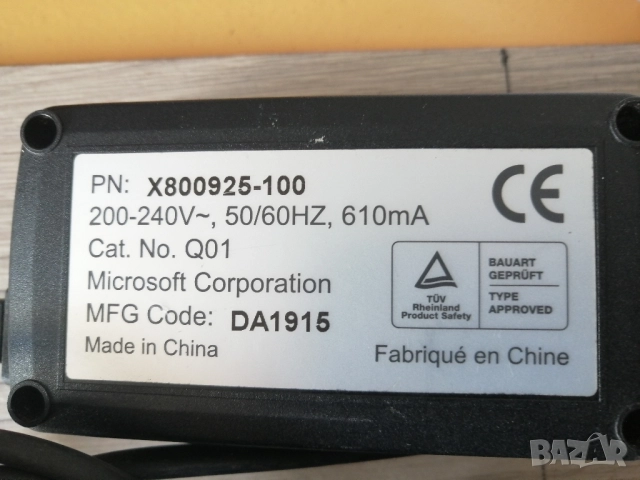 PN: X800925-100
200-240V~, 50/60HZ, 610mA
Cat. No. Q01
Microsoft Corporation
MFG Code: DA1915
Made in China
CE
TÜV
Rheinland
Product Safety
BAUART
GEPRÜFT
TYPE
APPROVED
Fabriqué en Chine
BAZAR